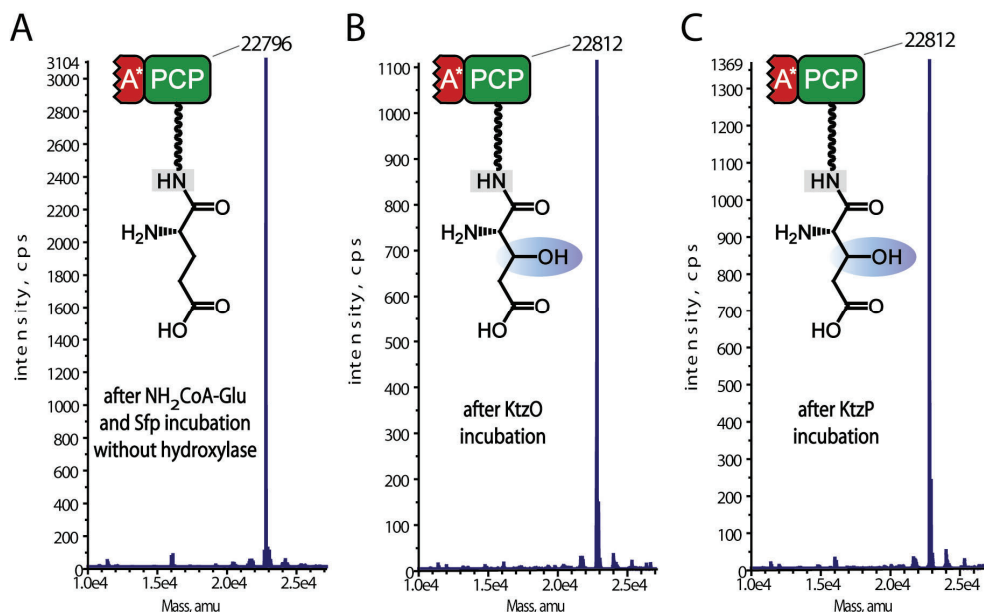 A
22796
3104
3000
2800
2600
2400
2200
2000
1800
1600
1400
1200
1000
800
600
400
200
0
intensity, cps
A* PCP
HN
O
H₂N
O
HO
after NH₂CoA-Glu
and Sfp incubation
without hydroxylase
1.0e4 1.5e4 2.0e4 2.5e4
Mass, amu
B
22812
1100
1000
900
800
700
600
500
400
300
200
100
0
intensity, cps
A* PCP
HN
O
H₂N
OH
O
HO
after KtzO
incubation
1.0e4 1.5e4 2.0e4 2.5e4
Mass, amu
C
22812
1369
1300
1200
1100
1000
900
800
700
600
500
400
300
200
100
0
intensity, cps
A* PCP
HN
O
H₂N
OH
O
HO
after KtzP
incubation
1.0e4 1.5e4 2.0e4 2.5e4
Mass, amu